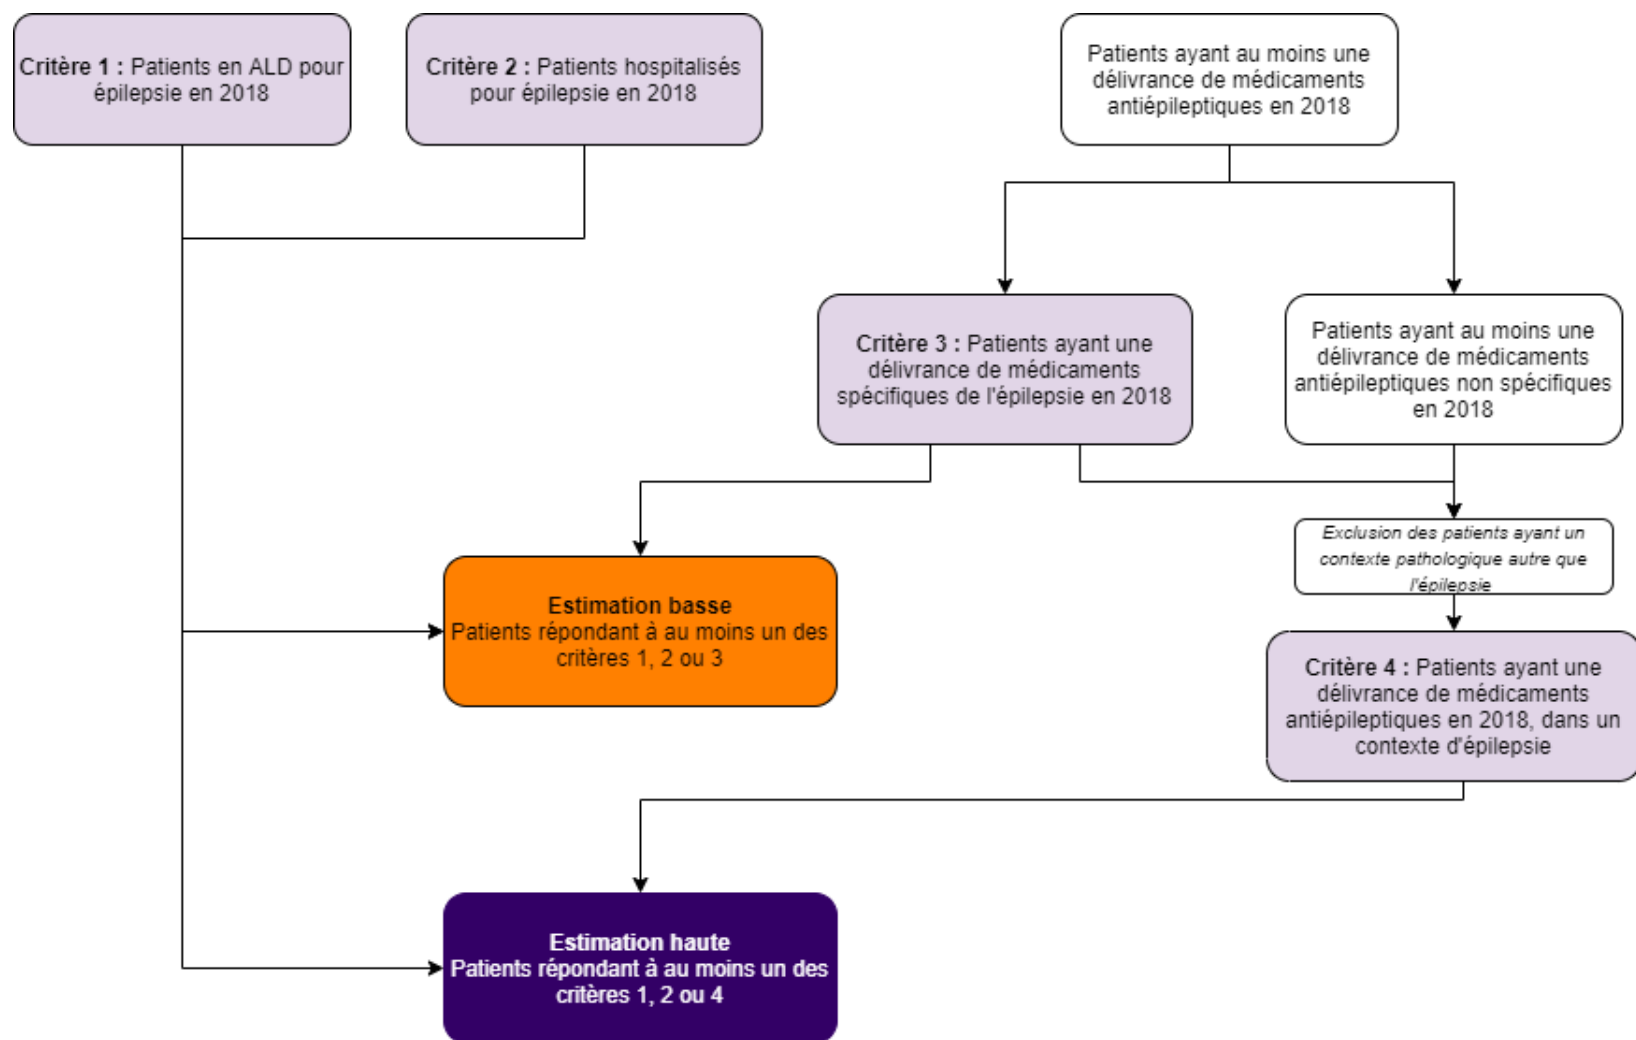 Critère 1 : Patients en ALD pour
épilepsie en 2018
Critère 2 : Patients hospitalisés
pour épilepsie en 2018
Patients ayant au moins une
délivrance de médicaments
antiépileptiques en 2018
Critère 3 : Patients ayant une
délivrance de médicaments
spécifiques de l'épilepsie en 2018
Patients ayant au moins une
délivrance de médicaments
antiépileptiques non spécifiques
en 2018
Exclusion des patients ayant un
contexte pathologique autre que
l'épilepsie
Estimation basse
Patients répondant à au moins un des
critères 1, 2 ou 3
Critère 4 : Patients ayant une
délivrance de médicaments
antiépileptiques en 2018, dans un
contexte d'épilepsie
Estimation haute
Patients répondant à au moins un des
critères 1, 2 ou 4